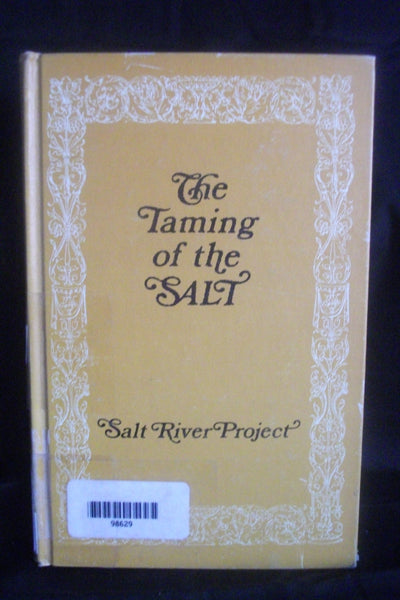 The
Taming
of the
SALT
Salt River Project
98629